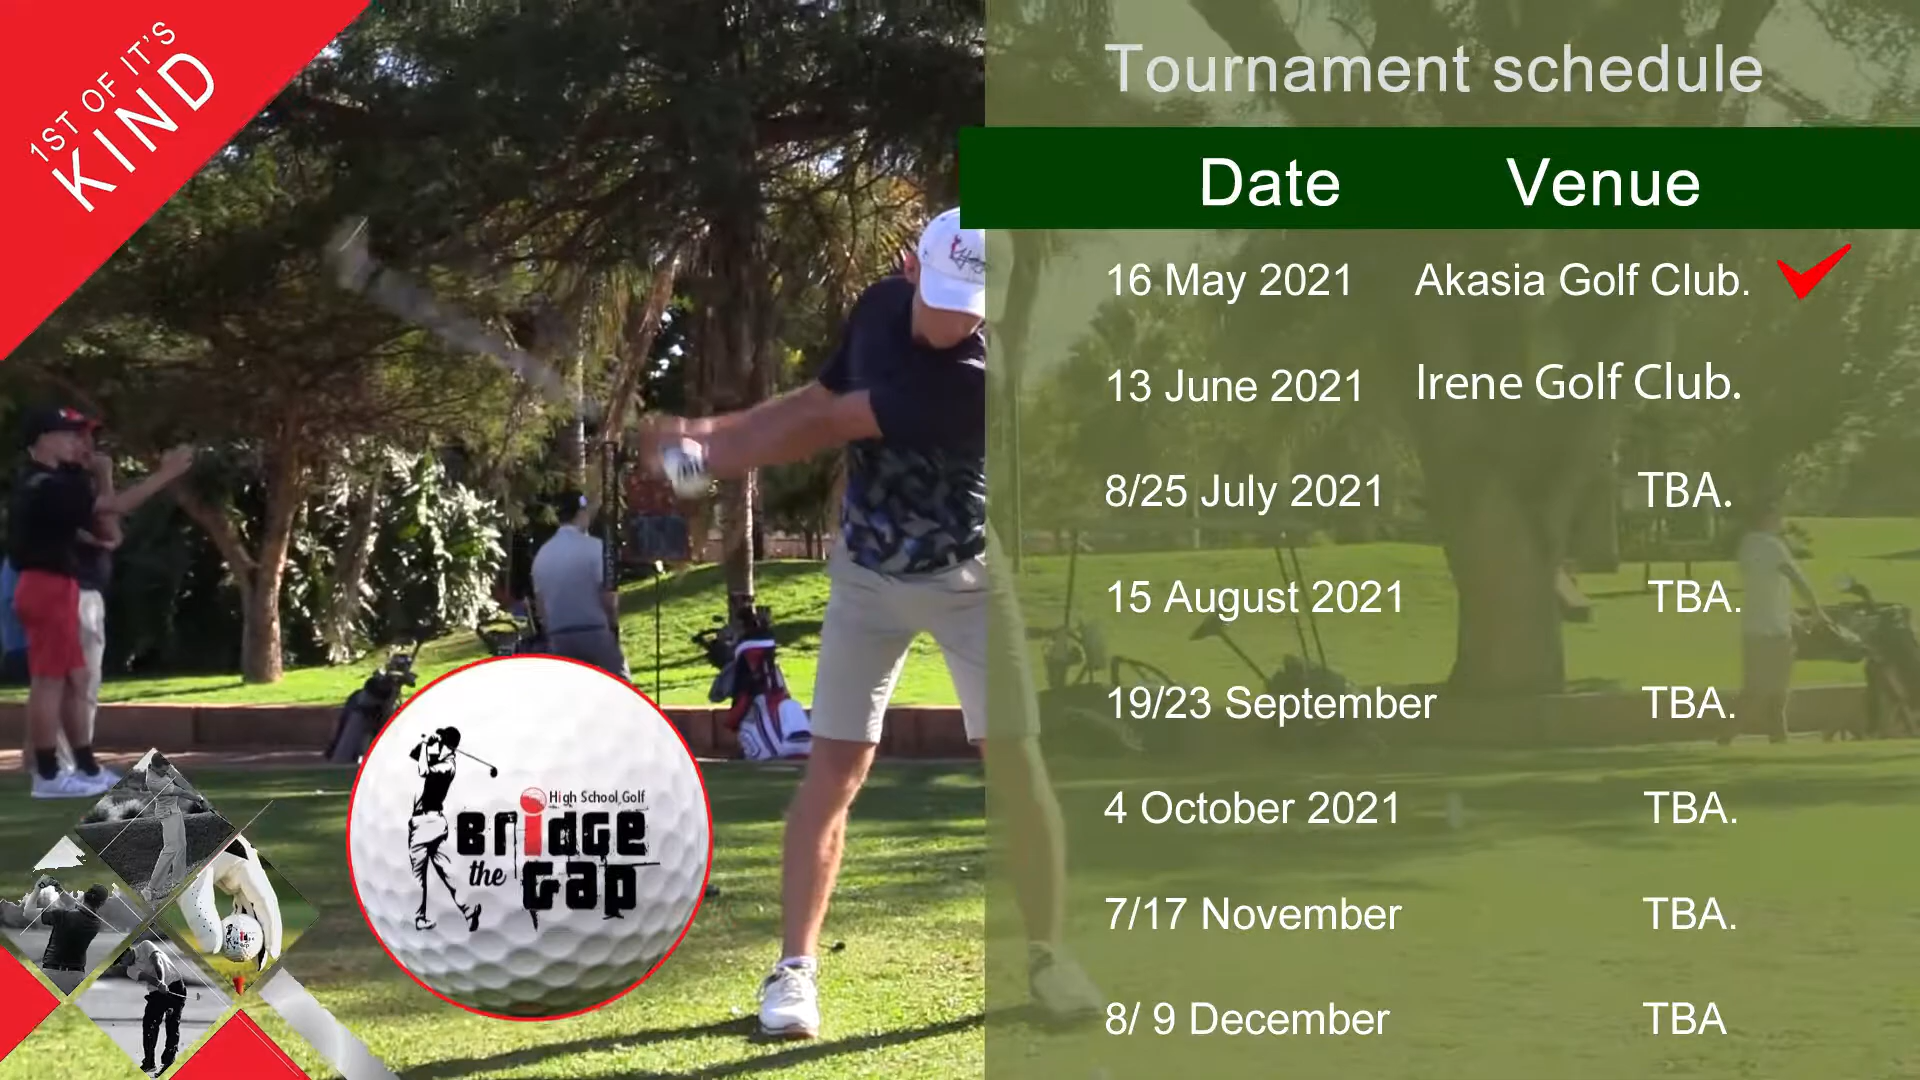 1ST OF IT'S
KIND
Tournament schedule
Date Venue
16 May 2021 Akasia Golf Club.
13 June 2021 Irene Golf Club.
8/25 July 2021 TBA.
15 August 2021 TBA.
19/23 September TBA.
4 October 2021 TBA.
7/17 November TBA.
8/ 9 December TBA
High School Golf
BriDGE
the GaP